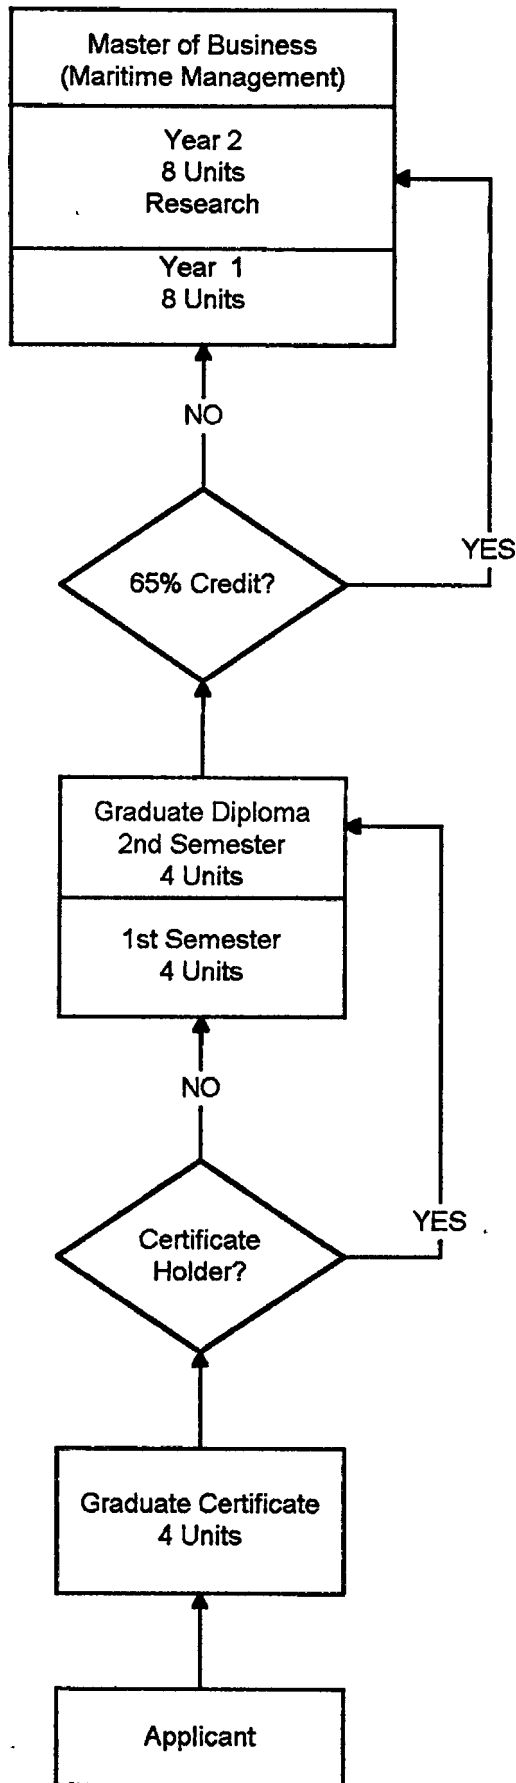 Master of Business
(Maritime Management)
Year 2
8 Units
Research
Year 1
8 Units
NO
YES
65% Credit?
Graduate Diploma
2nd Semester
4 Units
1st Semester
4 Units
NO
YES
Certificate
Holder?
Graduate Certificate
4 Units
Applicant